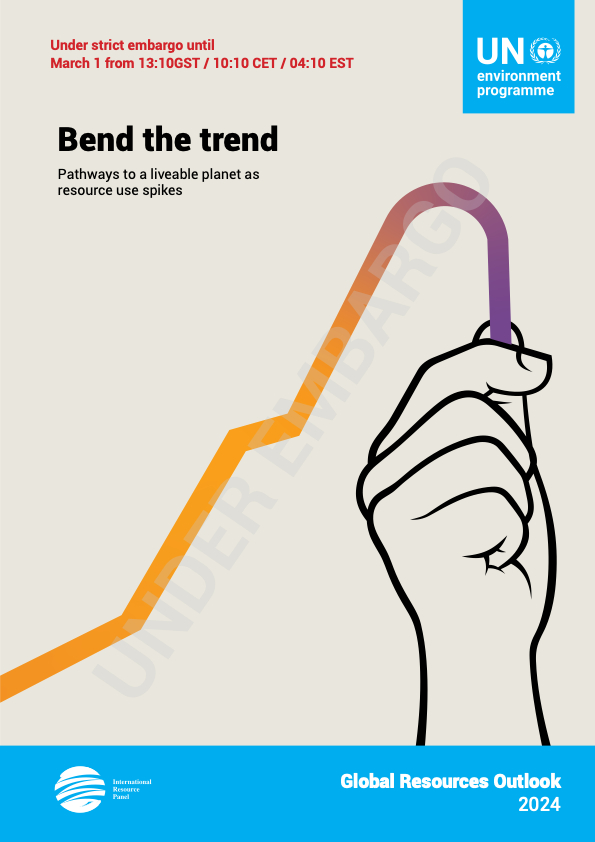 Under strict embargo until
March 1 from 13:10GST / 10:10 CET / 04:10 EST
UN
environment
programme
Bend the trend
Pathways to a liveable planet as
resource use spikes
UNDER EMBARGO
International
Resource
Panel
Global Resources Outlook
2024